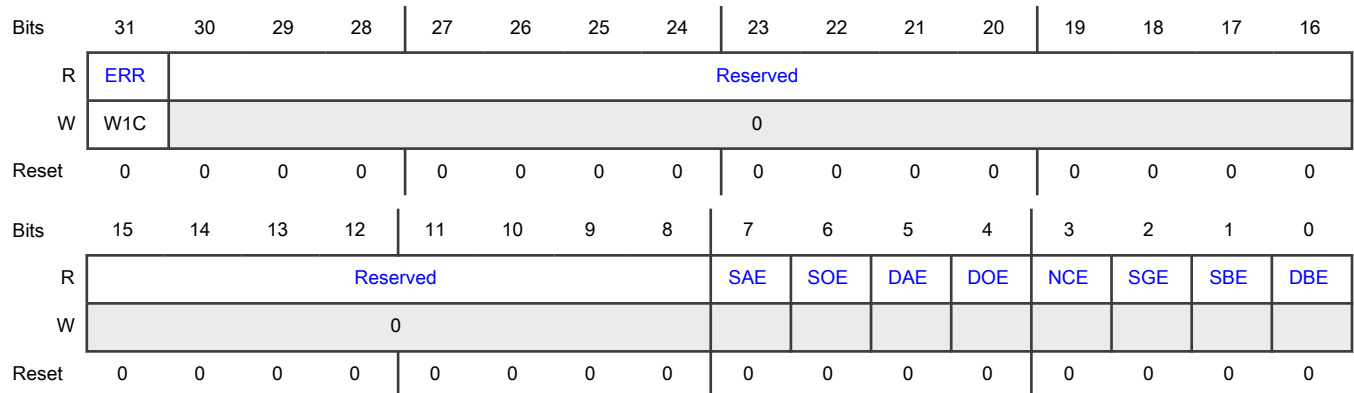 Bits 31 30 29 28 27 26 25 24 23 22 21 20 19 18 17 16
R ERR Reserved
W W1C 0
Reset 0 0 0 0 0 0 0 0 0 0 0 0 0 0 0 0
Bits 15 14 13 12 11 10 9 8 7 6 5 4 3 2 1 0
R Reserved SAE SOE DAE DOE NCE SGE SBE DBE
W 0
Reset 0 0 0 0 0 0 0 0 0 0 0 0 0 0 0 0